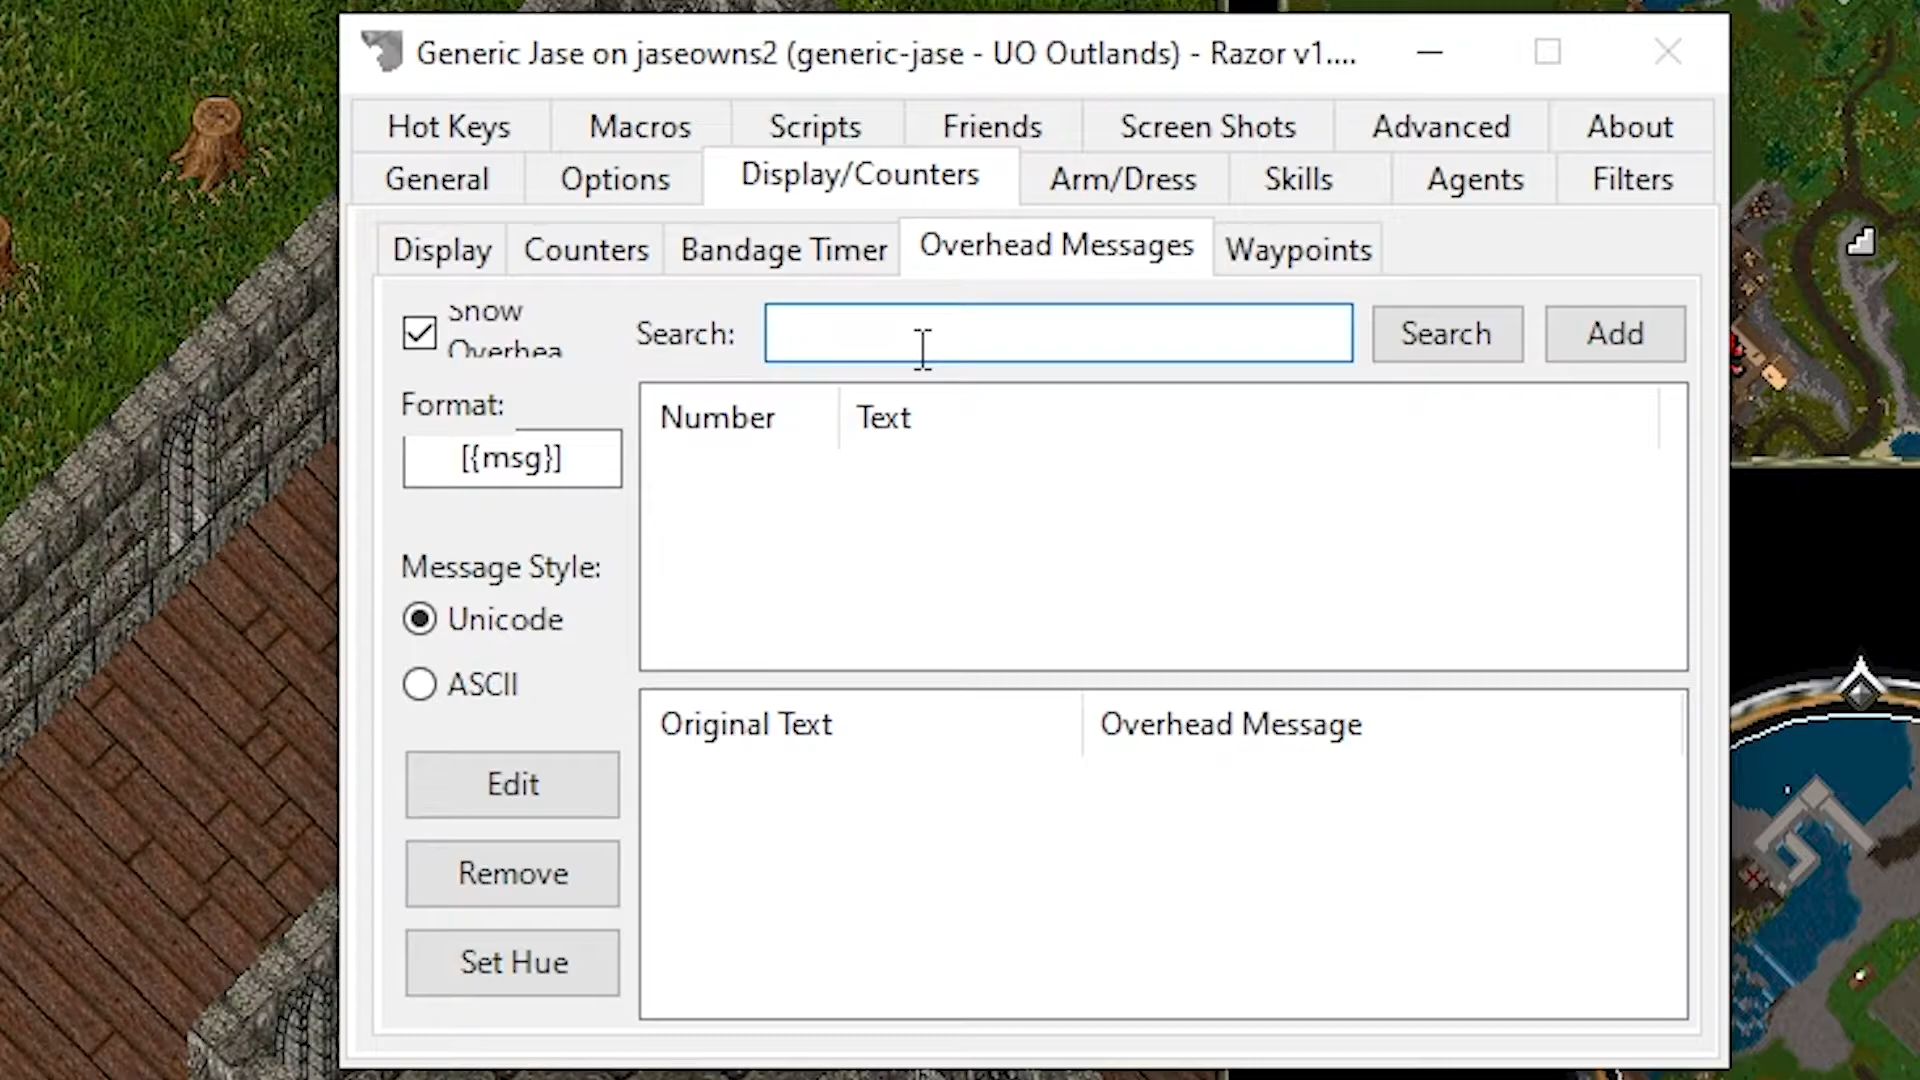 Generic Jase on jaseowns2 (generic-jase - UO Outlands) - Razor v1....
Hot Keys Macros Scripts Friends Screen Shots Advanced About
General Options Display/Counters Arm/Dress Skills Agents Filters
Display Counters Bandage Timer Overhead Messages Waypoints
Show
Overhea
Search: Search Add
Format:
[{msg}]
Number Text
Message Style:
Unicode
ASCII
Original Text Overhead Message
Edit
Remove
Set Hue